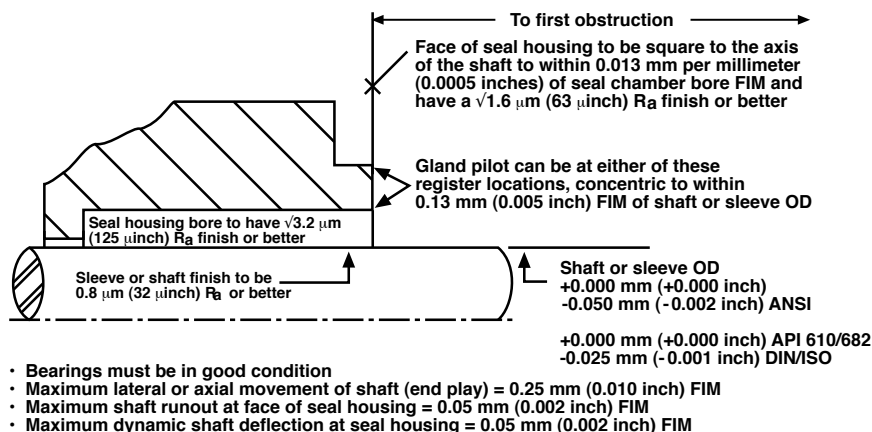 To first obstruction
Face of seal housing to be square to the axis
of the shaft to within 0.013 mm per millimeter
(0.0005 inches) of seal chamber bore FIM and
have a √1.6 µm (63 µinch) Ra finish or better
Gland pilot can be at either of these
register locations, concentric to within
0.13 mm (0.005 inch) FIM of shaft or sleeve OD
Seal housing bore to have √3.2 µm
(125 µinch) Ra finish or better
Sleeve or shaft finish to be
0.8 µm (32 µinch) Ra or better
Shaft or sleeve OD
+0.000 mm (+0.000 inch)
-0.050 mm (-0.002 inch) ANSI
+0.000 mm (+0.000 inch) API 610/682
-0.025 mm (-0.001 inch) DIN/ISO
· Bearings must be in good condition
· Maximum lateral or axial movement of shaft (end play) = 0.25 mm (0.010 inch) FIM
· Maximum shaft runout at face of seal housing = 0.05 mm (0.002 inch) FIM
· Maximum dynamic shaft deflection at seal housing = 0.05 mm (0.002 inch) FIM